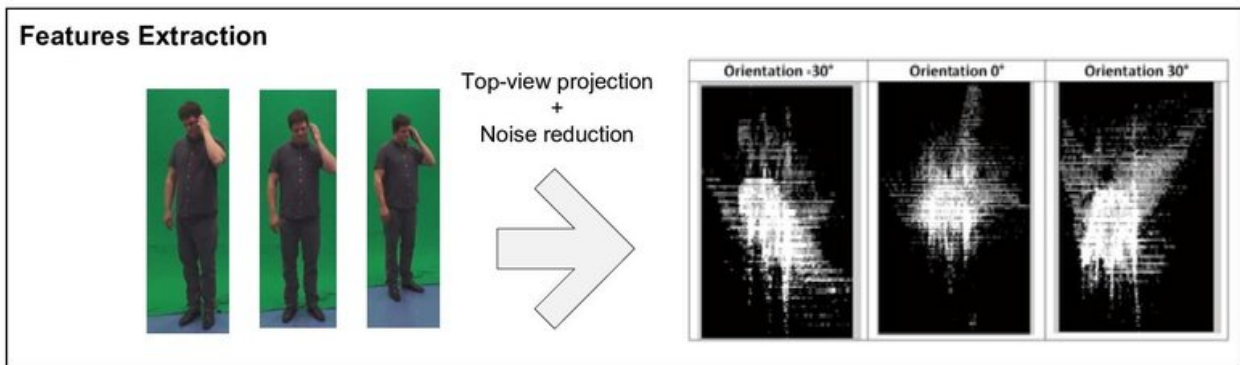 Features Extraction
Top-view projection
+
Noise reduction
Orientation -30°
Orientation 0°
Orientation 30°